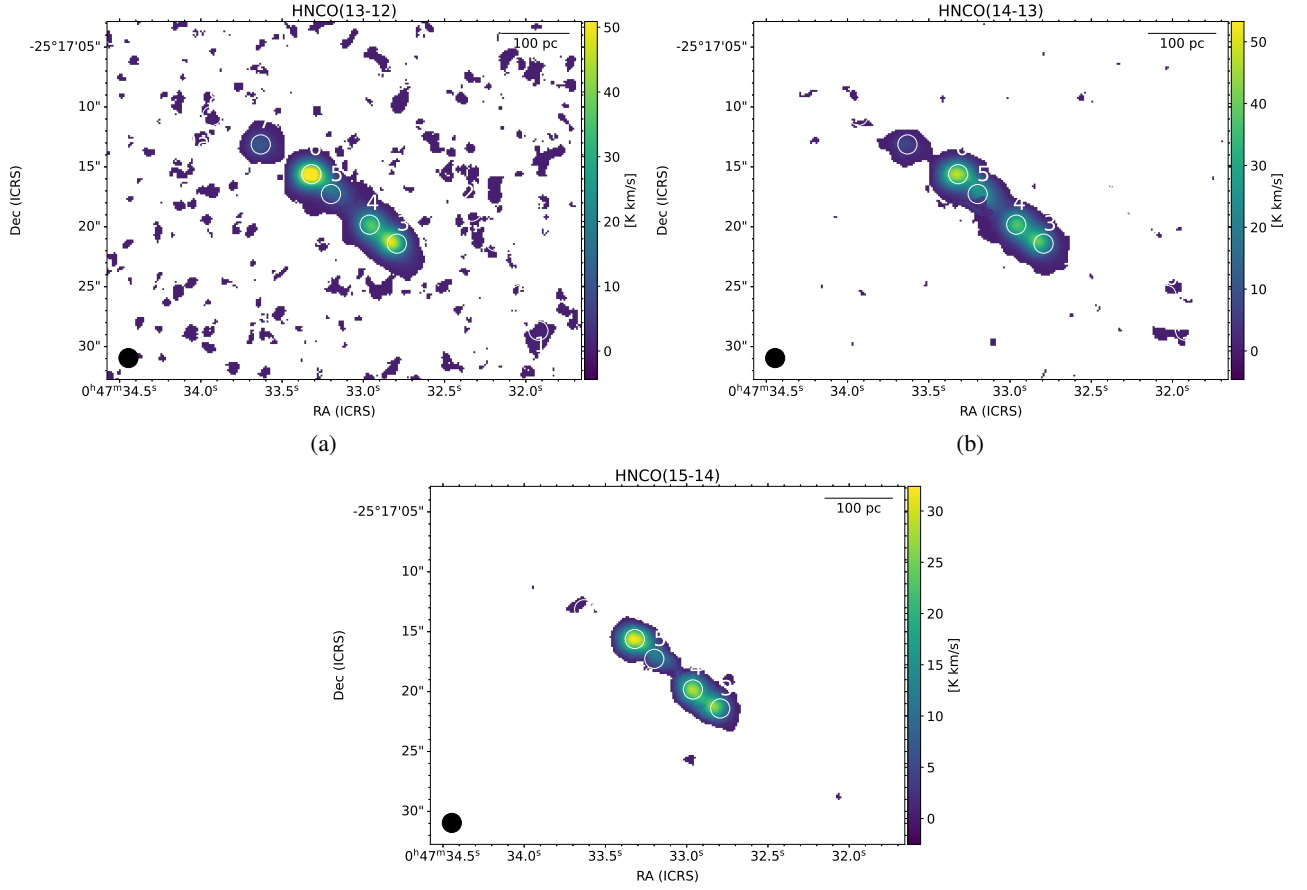 HNCO(13-12)
100 pc
-25°17'05"
10"
15"
20"
25"
30"
Dec (ICRS)
7
6
5
4
3
0h47m34.5s 34.0s 33.5s 33.0s 32.5s 32.0s
RA (ICRS)
50
40
30
20
10
0
[K km/s]
(a)
HNCO(14-13)
100 pc
-25°17'05"
10"
15"
20"
25"
30"
Dec (ICRS)
6
5
4
3
0h47m34.5s 34.0s 33.5s 33.0s 32.5s 32.0s
RA (ICRS)
50
40
30
20
10
0
[K km/s]
(b)
HNCO(15-14)
100 pc
-25°17'05"
10"
15"
20"
25"
30"
Dec (ICRS)
5
4
3
0h47m34.5s 34.0s 33.5s 33.0s 32.5s 32.0s
RA (ICRS)
30
25
20
15
10
5
0
[K km/s]